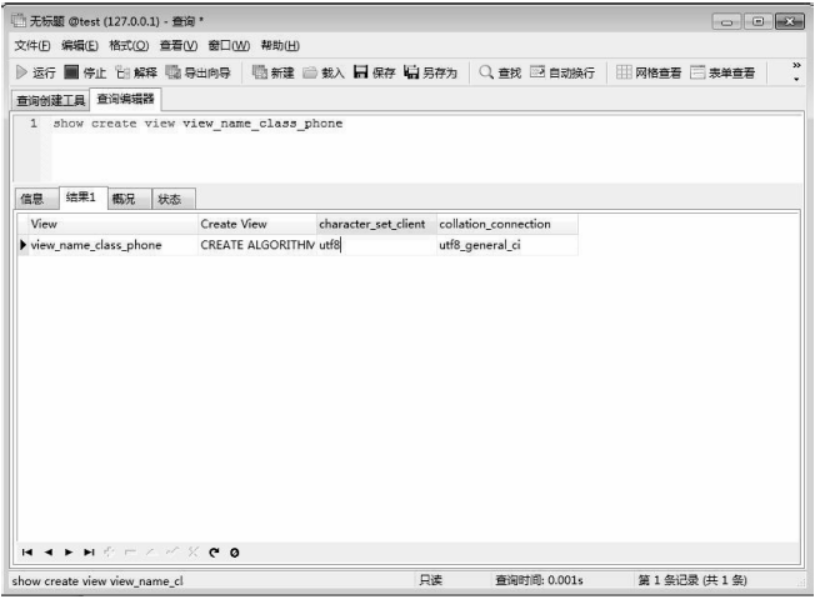 无标题 @test (127.0.0.1) - 查询 *
文件(F) 编辑(E) 格式(O) 查看(V) 窗口(W) 帮助(H)
运行 停止 解释 导出向导 新建 载入 保存 另存为 查找 自动换行 网格查看 表单查看 »
查询创建工具 查询编辑器
1 show create view view_name_class_phone
信息 结果1 概况 状态
View Create View character_set_client collation_connection
view_name_class_phone CREATE ALGORITHM utf8 utf8_general_ci
show create view view_name_cl 只读 查询时间: 0.001s 第 1 条记录 (共 1 条)